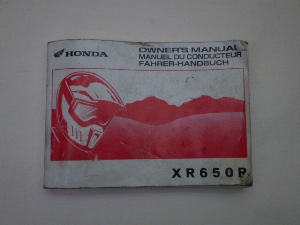 HONDA
OWNER'S MANUAL
MANUEL DU CONDUCTEUR
FAHRER-HANDBUCH
XR650R